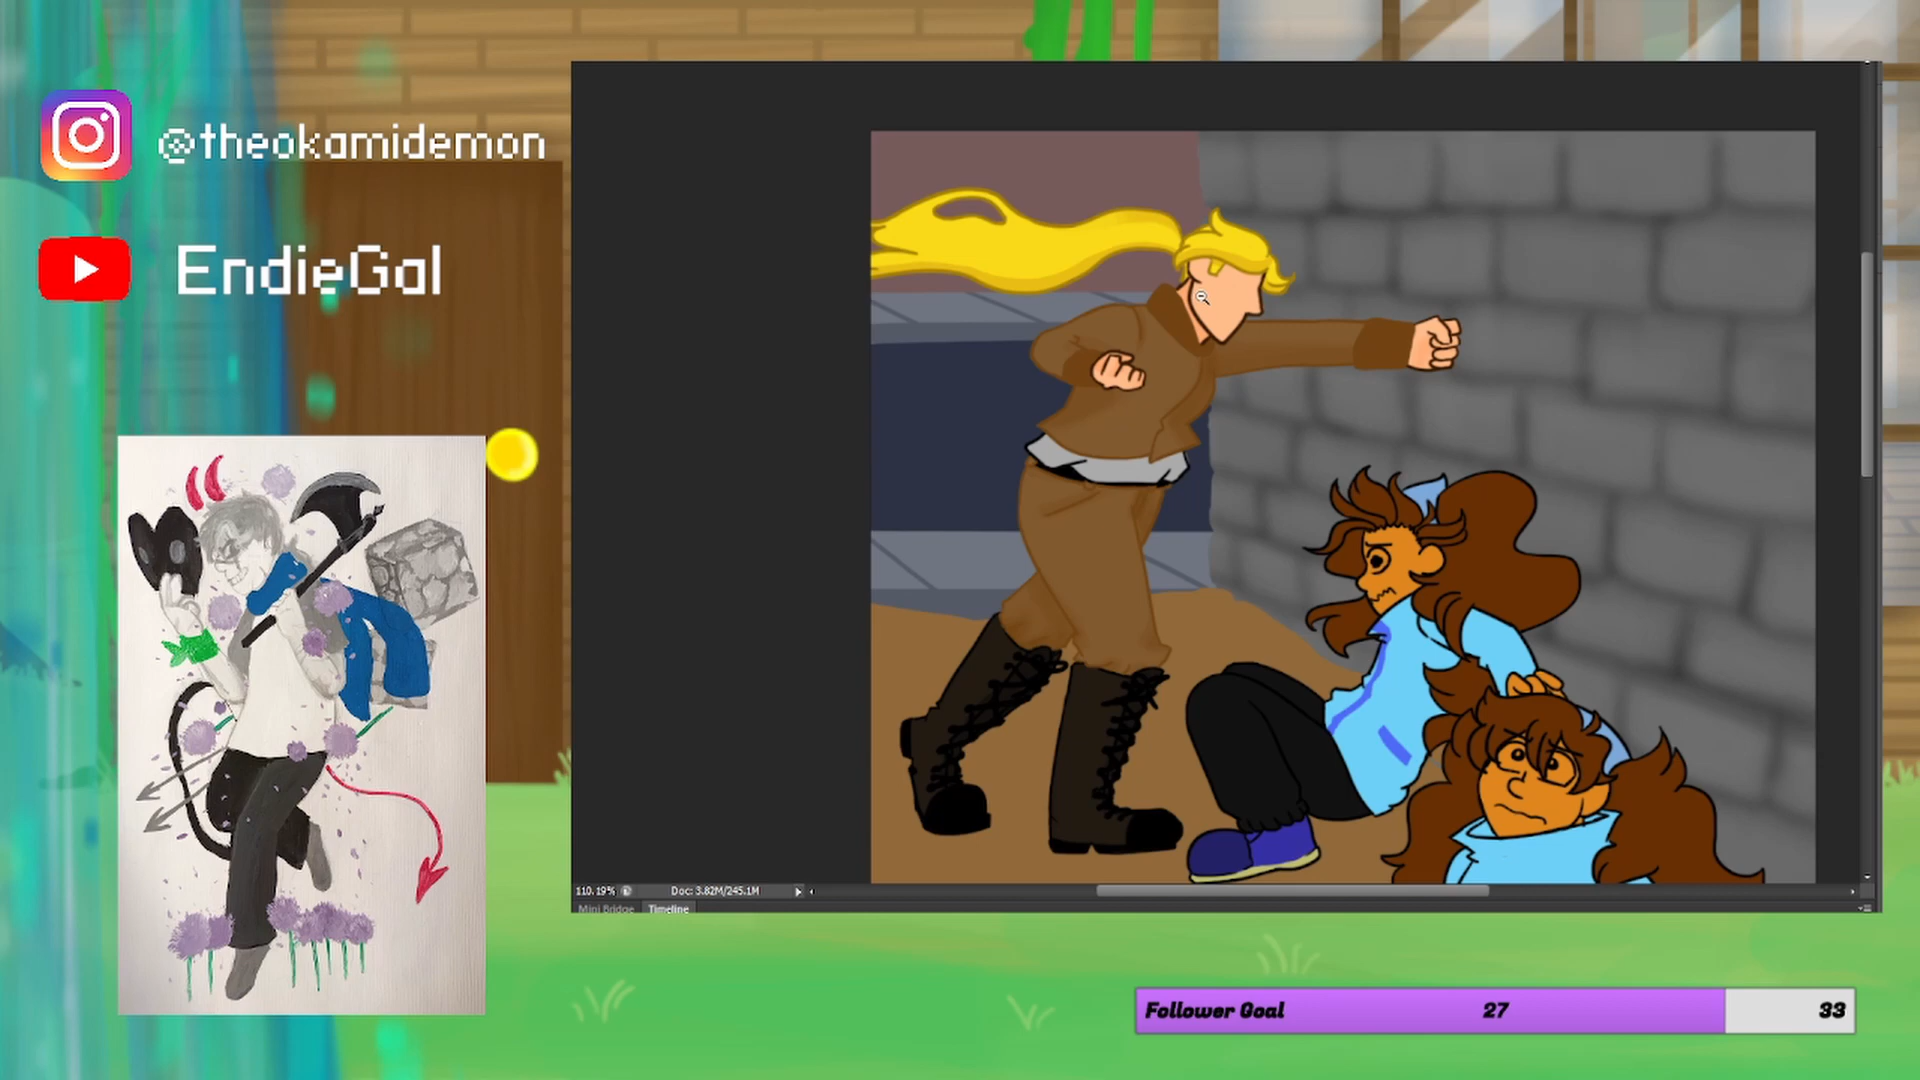 @theokamidemon
EndieGal
110.19% Doc: 3.82M/245.1M
Mini Bridge Timeline
Follower Goal 27 33